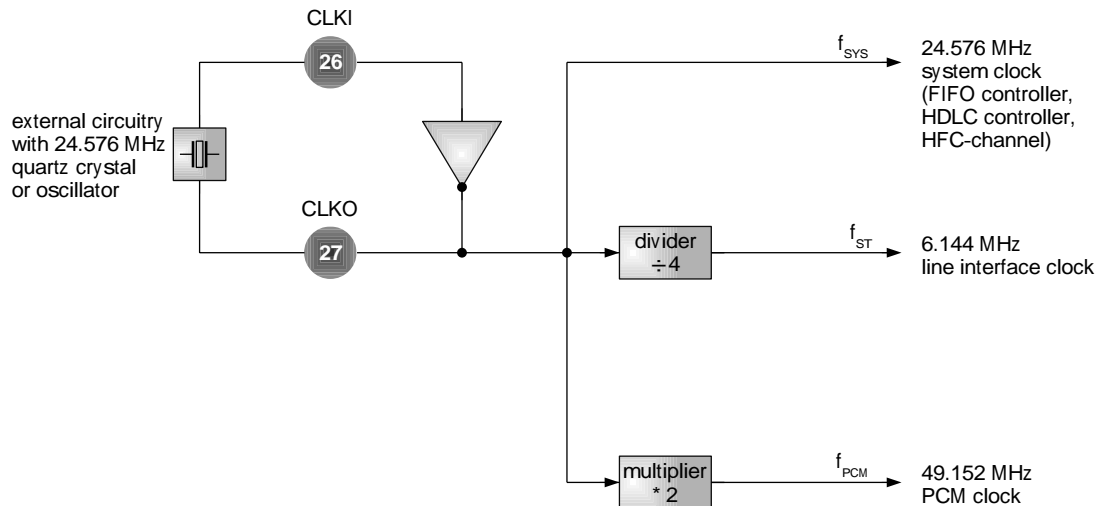 CLKI
26
external circuitry
with 24.576 MHz
quartz crystal
or oscillator
CLKO
27
f_SYS
24.576 MHz
system clock
(FIFO controller,
HDLC controller,
HFC-channel)
divider
÷4
f_ST
6.144 MHz
line interface clock
multiplier
* 2
f_PCM
49.152 MHz
PCM clock